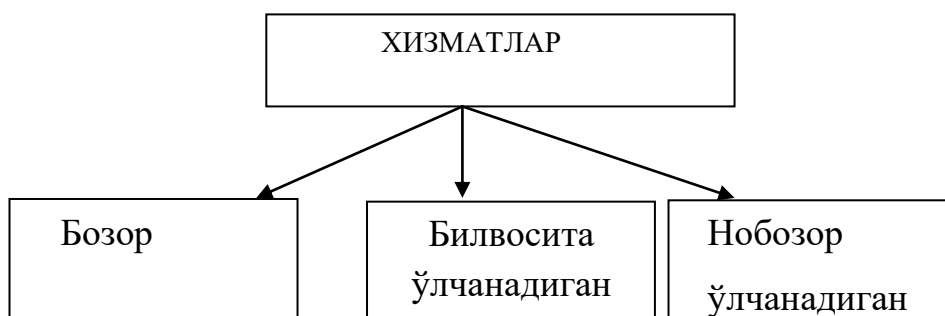 ХИЗМАТЛАР
Бозор
Билвосита
ўлчанадиган
Нобозор
ўлчанадиган